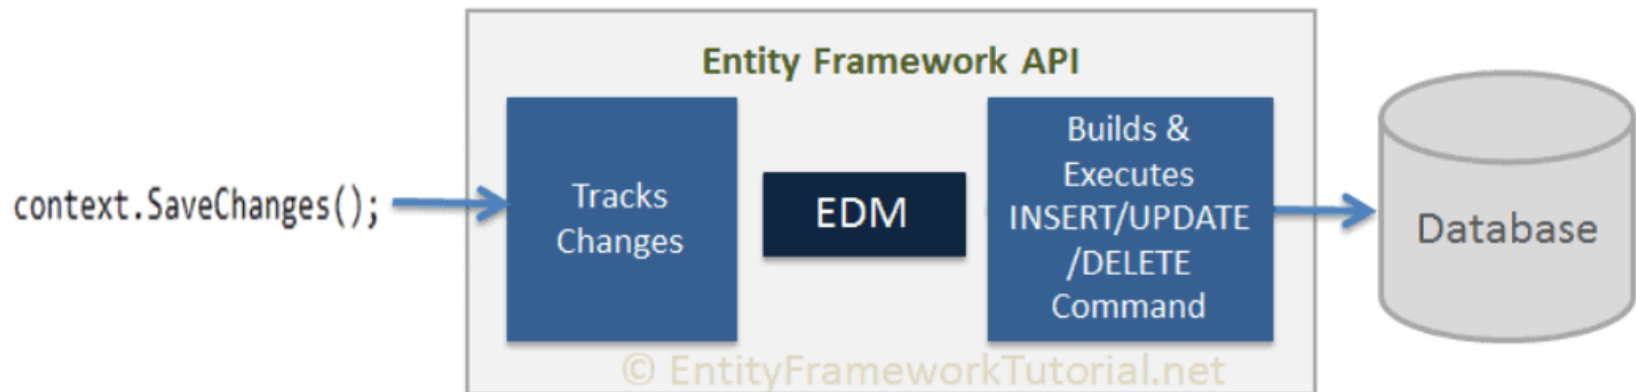 Entity Framework API
context.SaveChanges();
Tracks
Changes
EDM
Builds &
Executes
INSERT/UPDATE
/DELETE
Command
Database
© EntityFrameworkTutorial.net